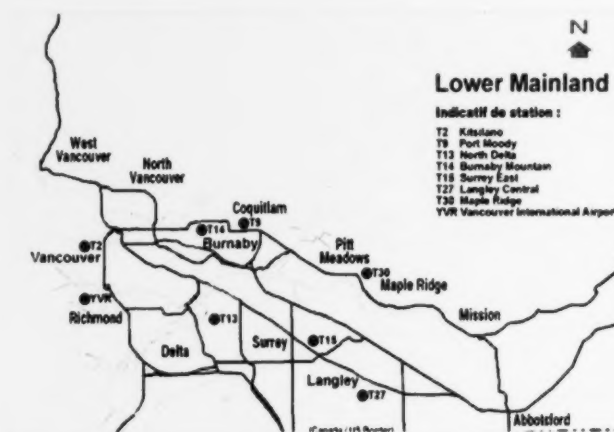 N
Lower Mainland
Indicatif de station :
T2 Kitsilano
T9 Port Moody
T13 North Delta
T14 Burnaby Mountain
T15 Surrey East
T27 Langley Central
T30 Maple Ridge
YVR Vancouver International Airport
West
Vancouver
North
Vancouver
Coquitlam
T9
T14
Burnaby
T2
Vancouver
Pitt
Meadows
T30
Maple Ridge
YVR
Richmond
Mission
T13
Surrey
T15
Delta
Langley
T27
Abbotsford
(Canada / US Border)